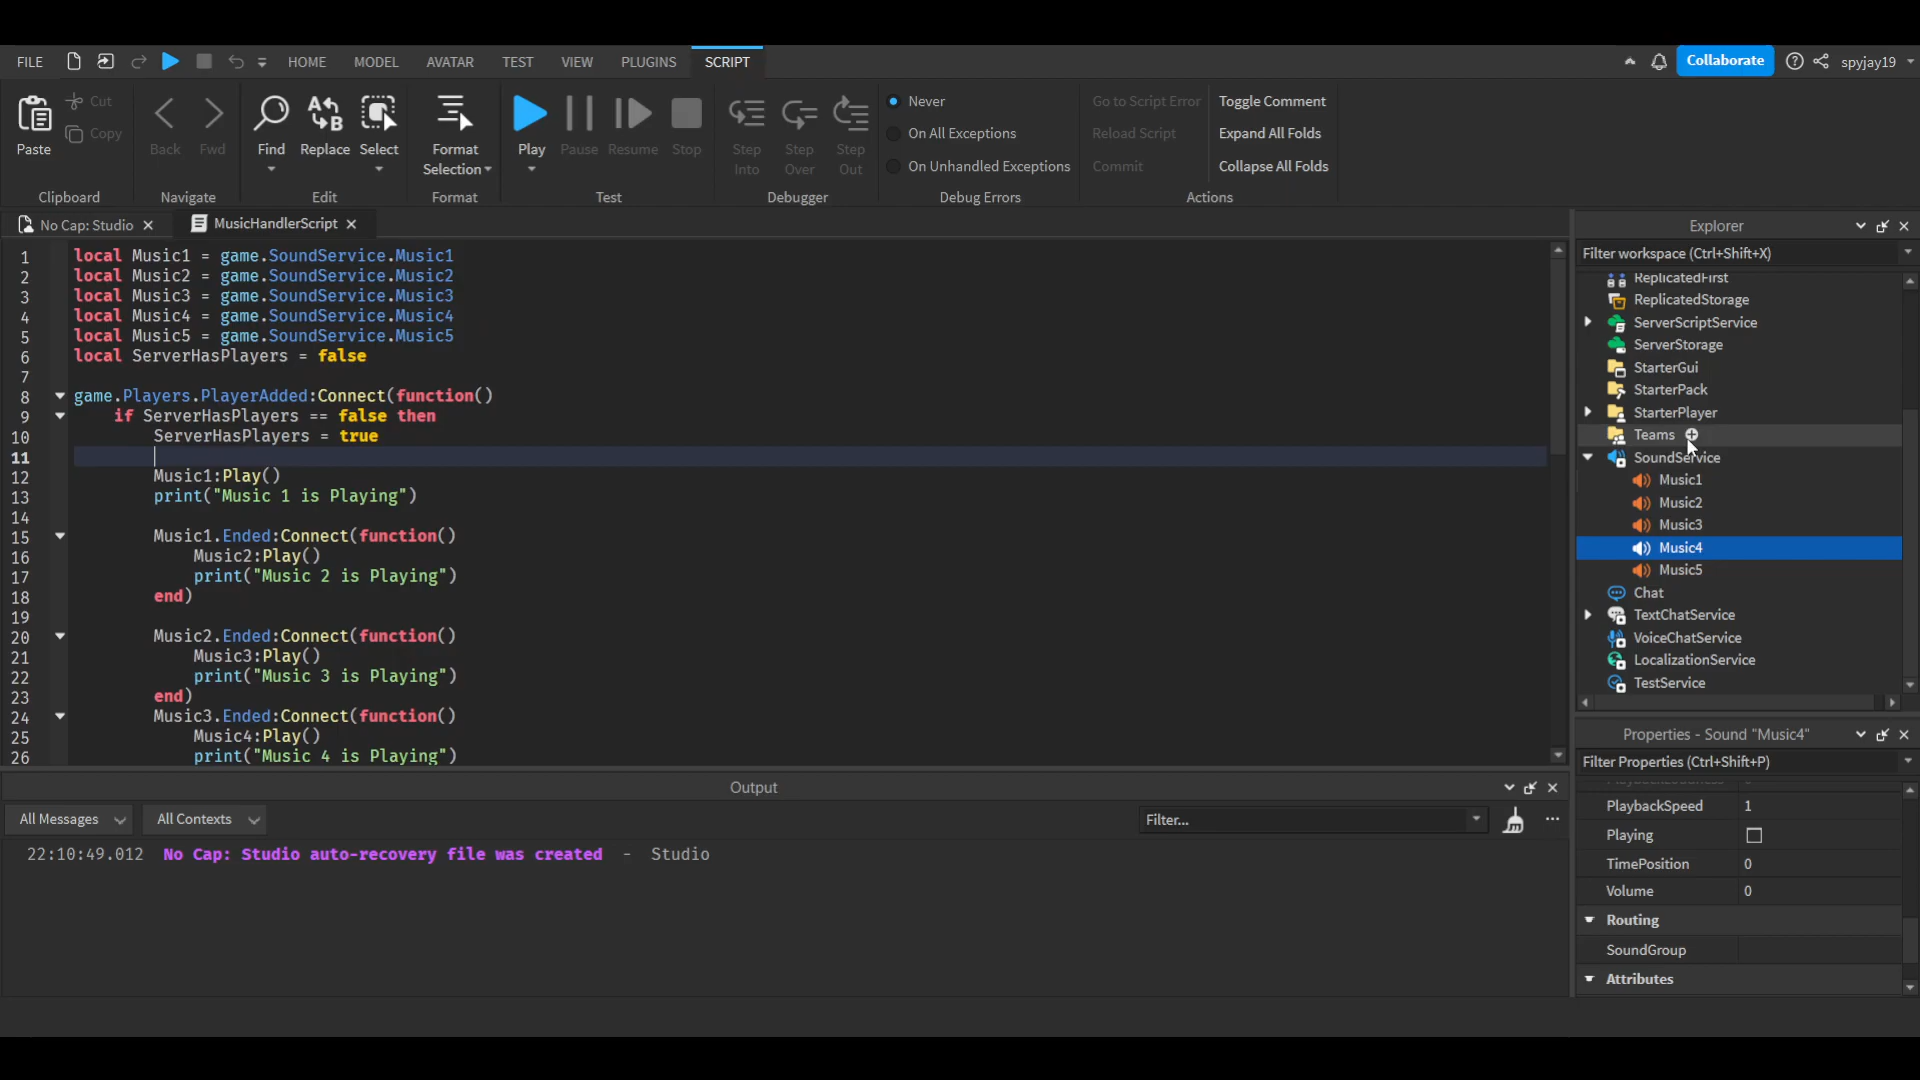 FILE HOME MODEL AVATAR TEST VIEW PLUGINS SCRIPT Collaborate spyjay19
Paste Cut Copy
Clipboard
Back Fwd
Navigate
Find Replace Select
Edit
Format Selection
Format
Play Pause Resume Stop
Test
Step Into Step Over Step Out
Debugger
Never
On All Exceptions
On Unhandled Exceptions
Debug Errors
Go to Script Error Toggle Comment
Reload Script Expand All Folds
Commit Collapse All Folds
Actions
No Cap: Studio MusicHandlerScript
1 local Music1 = game.SoundService.Music1
2 local Music2 = game.SoundService.Music2
3 local Music3 = game.SoundService.Music3
4 local Music4 = game.SoundService.Music4
5 local Music5 = game.SoundService.Music5
6 local ServerHasPlayers = false
7
8 game.Players.PlayerAdded:Connect(function()
9 if ServerHasPlayers == false then
10 ServerHasPlayers = true
11
12 Music1:Play()
13 print("Music 1 is Playing")
14
15 Music1.Ended:Connect(function()
16 Music2:Play()
17 print("Music 2 is Playing")
18 end)
19
20 Music2.Ended:Connect(function()
21 Music3:Play()
22 print("Music 3 is Playing")
23 end)
24 Music3.Ended:Connect(function()
25 Music4:Play()
26 print("Music 4 is Playing")
Output
All Messages All Contexts Filter...
22:10:49.012 No Cap: Studio auto-recovery file was created - Studio
Explorer
Filter workspace (Ctrl+Shift+X)
ReplicatedFirst
ReplicatedStorage
ServerScriptService
ServerStorage
StarterGui
StarterPack
StarterPlayer
Teams
SoundService
Music1
Music2
Music3
Music4
Music5
Chat
TextChatService
VoiceChatService
LocalizationService
TestService
Properties - Sound "Music4"
Filter Properties (Ctrl+Shift+P)
PlaybackSpeed 1
Playing
TimePosition 0
Volume 0
Routing
SoundGroup
Attributes